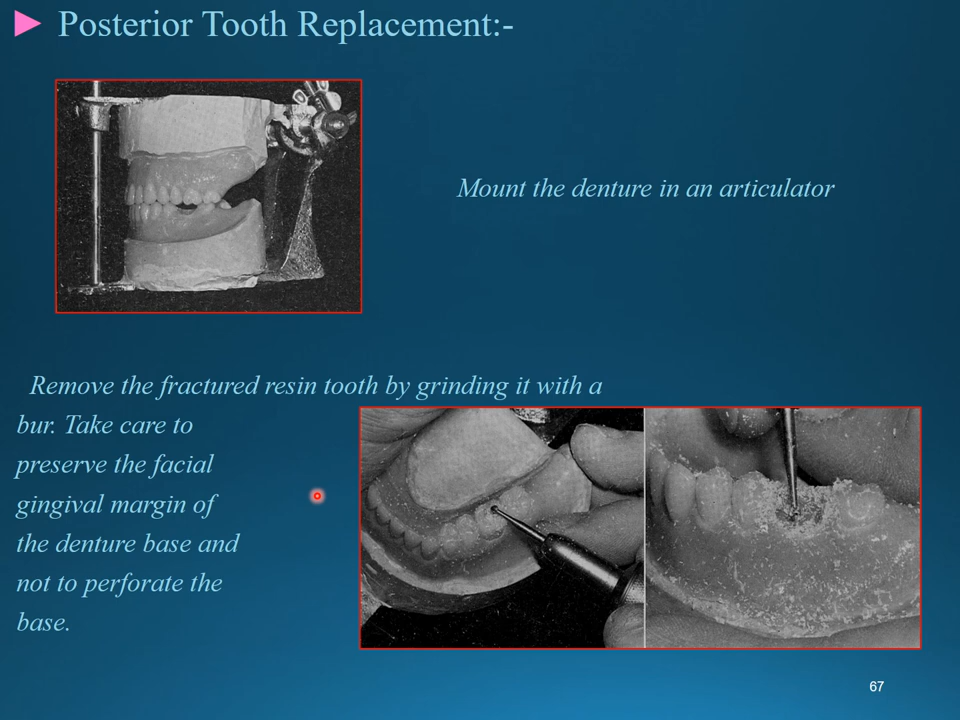 Posterior Tooth Replacement:-
Mount the denture in an articulator
Remove the fractured resin tooth by grinding it with a
bur. Take care to
preserve the facial
gingival margin of
the denture base and
not to perforate the
base.
67